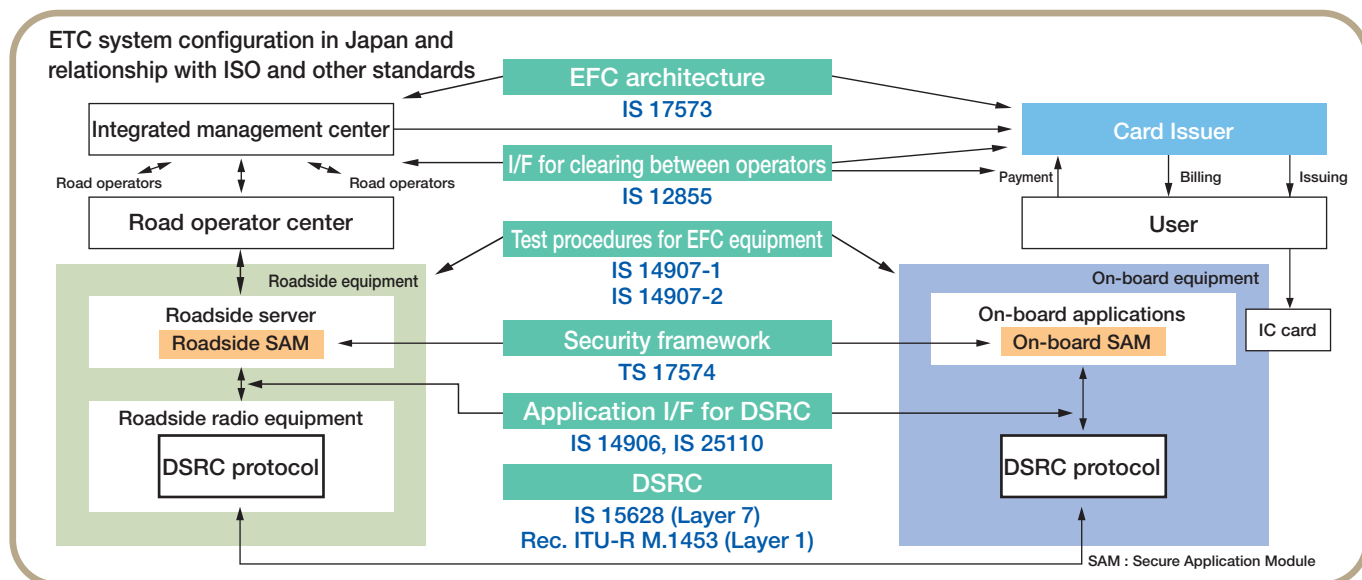 ETC system configuration in Japan and
relationship with ISO and other standards
EFC architecture
IS 17573
Integrated management center
Card Issuer
Road operators
Road operators
I/F for clearing between operators
IS 12855
Payment
Billing
Issuing
Road operator center
User
Test procedures for EFC equipment
IS 14907-1
IS 14907-2
Roadside equipment
On-board equipment
Roadside server
Roadside SAM
On-board applications
On-board SAM
IC card
Security framework
TS 17574
Roadside radio equipment
DSRC protocol
Application I/F for DSRC
IS 14906, IS 25110
DSRC protocol
DSRC
IS 15628 (Layer 7)
Rec. ITU-R M.1453 (Layer 1)
SAM : Secure Application Module